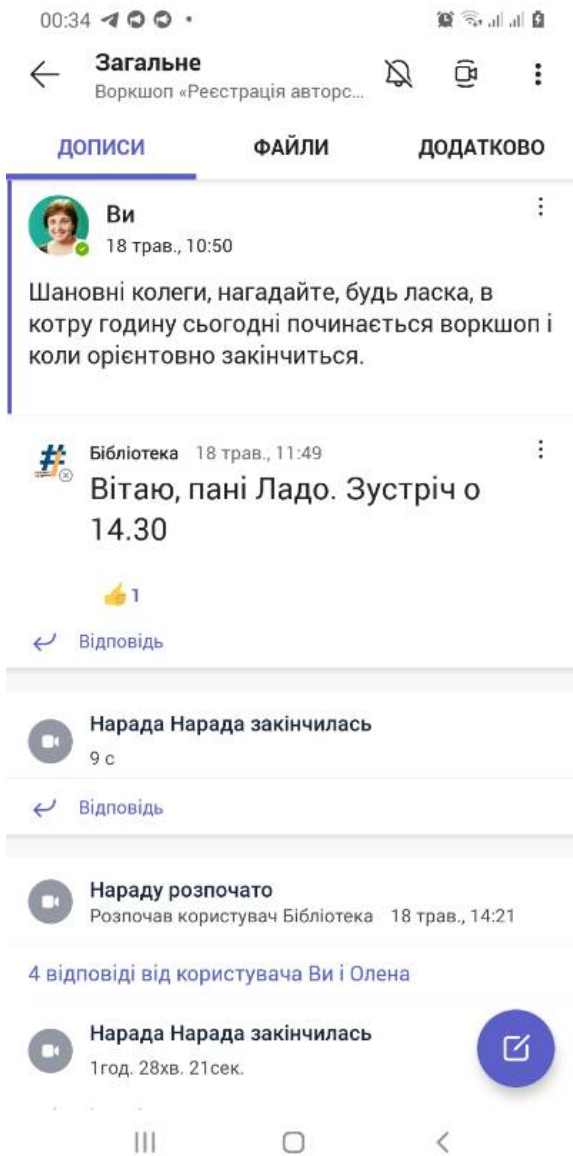 00:34
Загальне
Воркшоп «Реєстрація авторс...
ДОПИСИ ФАЙЛИ ДОДАТКОВО
Ви
18 трав., 10:50
Шановні колеги, нагадайте, будь ласка, в
котру годину сьогодні починається воркшоп і
коли орієнтовно закінчиться.
Бібліотека 18 трав., 11:49
Вітаю, пані Ладо. Зустріч о
14.30
1
Відповідь
Нарада Нарада закінчилась
9 с
Відповідь
Нараду розпочато
Розпочав користувач Бібліотека 18 трав., 14:21
4 відповіді від користувача Ви і Олена
Нарада Нарада закінчилась
1год. 28хв. 21сек.